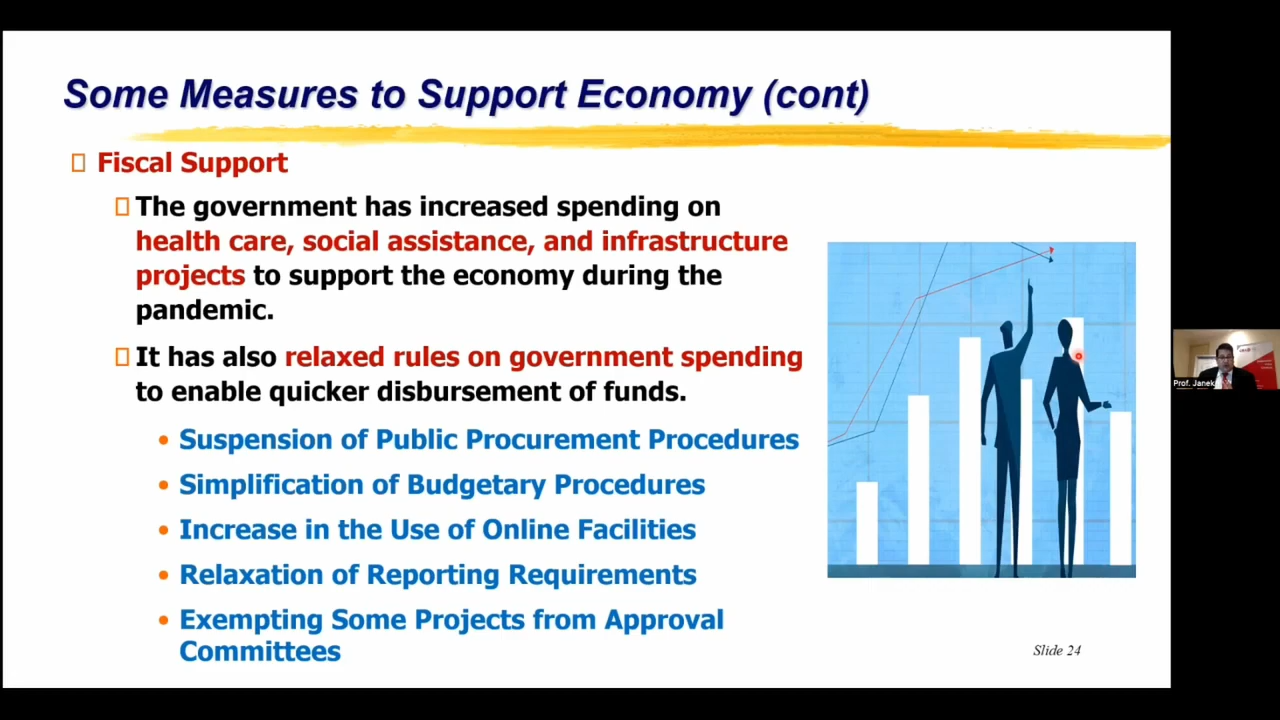 Some Measures to Support Economy (cont)
Fiscal Support
The government has increased spending on
health care, social assistance, and infrastructure
projects to support the economy during the
pandemic.
It has also relaxed rules on government spending
to enable quicker disbursement of funds.
• Suspension of Public Procurement Procedures
• Simplification of Budgetary Procedures
• Increase in the Use of Online Facilities
• Relaxation of Reporting Requirements
• Exempting Some Projects from Approval
Committees
Slide 24
Prof. Janek